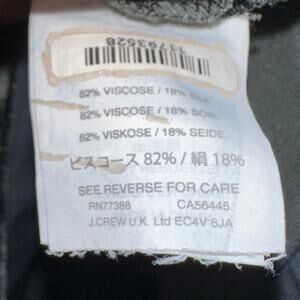 11793528
82% VISCOSE / 18% SILK
82% VISCOSE / 18% SOIE
82% VISKOSE / 18% SEIDE
ビスコース 82% / 絹 18%
SEE REVERSE FOR CARE
RN77388 CA56445
J.CREW U.K. Ltd EC4V 6JA